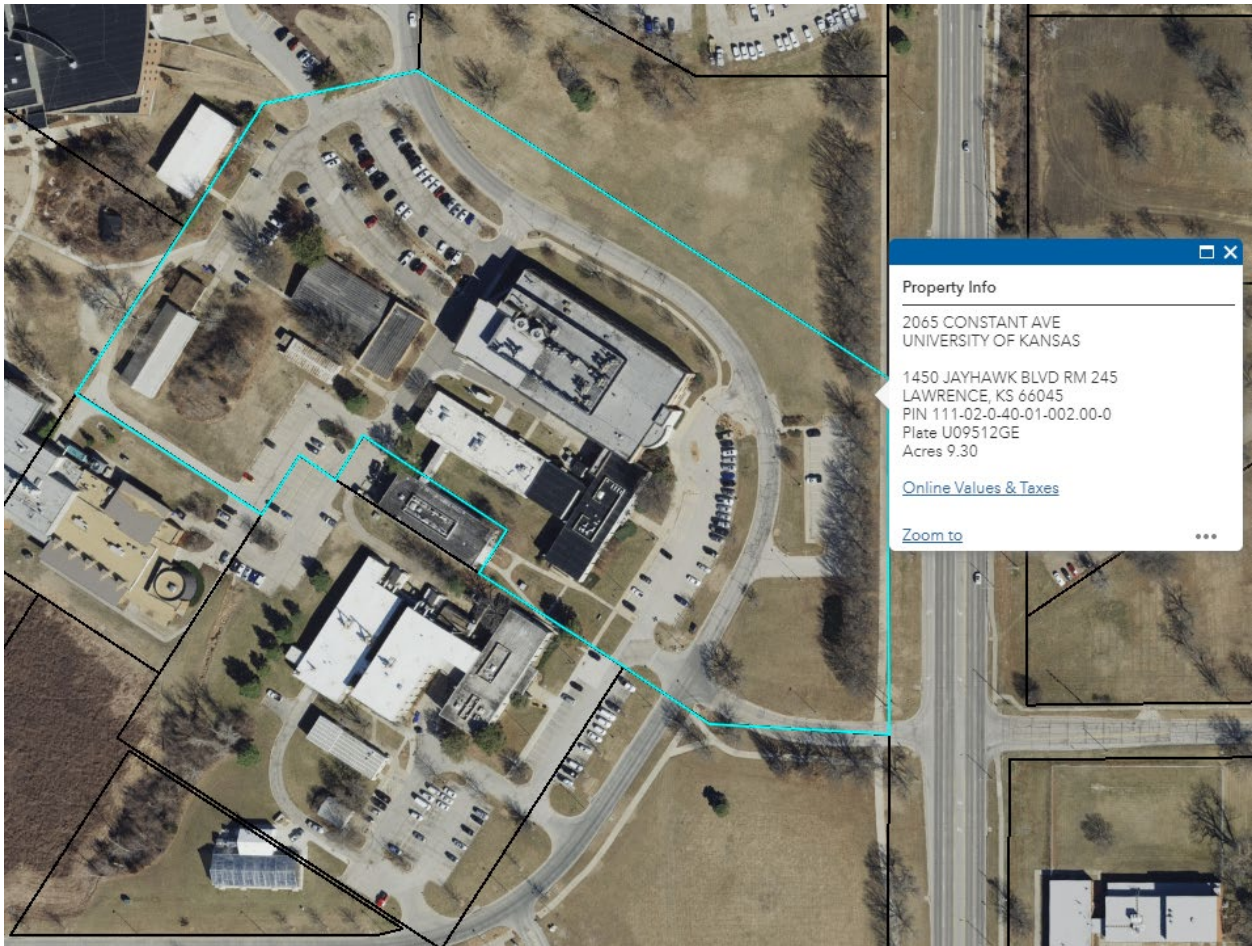 Property Info
2065 CONSTANT AVE
UNIVERSITY OF KANSAS
1450 JAYHAWK BLVD RM 245
LAWRENCE, KS 66045
PIN 111-02-0-40-01-002.00-0
Plate U09512GE
Acres 9.30
Online Values & Taxes
Zoom to